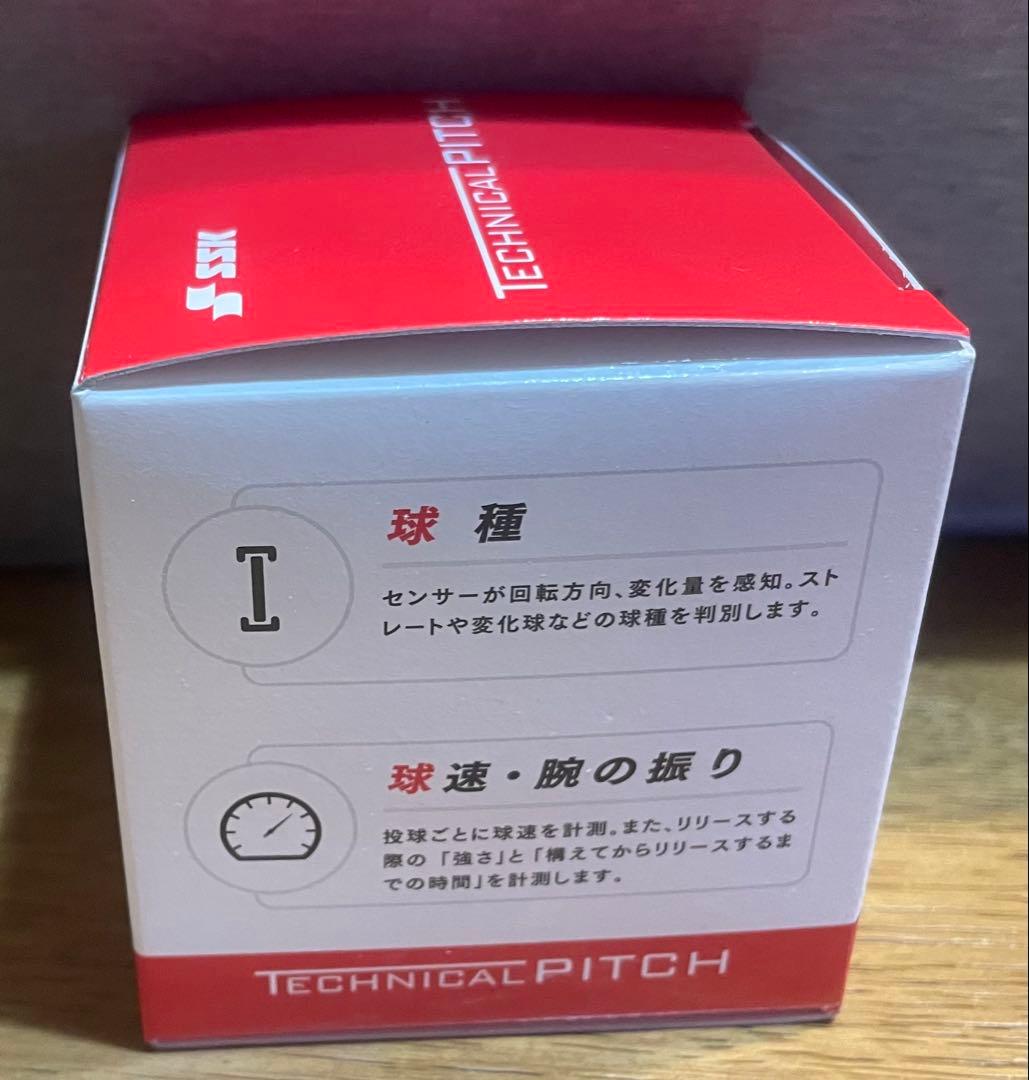 SSK
TECHNICALPITCH
球種
センサーが回転方向、変化量を感知。スト
レートや変化球などの球種を判別します。
球速・腕の振り
投球ごとに球速を計測。また、リリースする
際の「強さ」と「構えてからリリースするま
での時間」を計測します。
TECHNICALPITCH